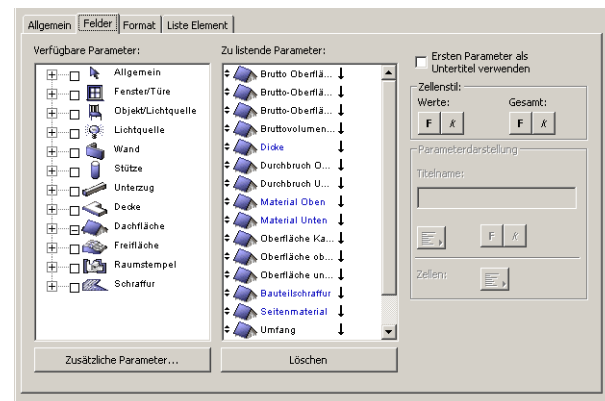 Allgemein Felder Format Liste Element
Verfügbare Parameter:
Allgemein
Fenster/Türe
Objekt/Lichtquelle
Lichtquelle
Wand
Stütze
Unterzug
Decke
Dachfläche
Freifläche
Raumstempel
Schraffur
Zusätzliche Parameter...
Zu listende Parameter:
Brutto Oberflä...
Brutto-Oberflä...
Brutto-Oberflä...
Bruttovolumen...
Dicke
Durchbruch O...
Durchbruch U...
Material Oben
Material Unten
Oberfläche Ka...
Oberfläche ob...
Oberfläche un...
Bauteilschraffur
Seitenmaterial
Umfang
Löschen
Ersten Parameter als
Untertitel verwenden
Zellenstil:
Werte: Gesamt:
F K F K
Parameterdarstellung
Titelname:
F K
Zellen: